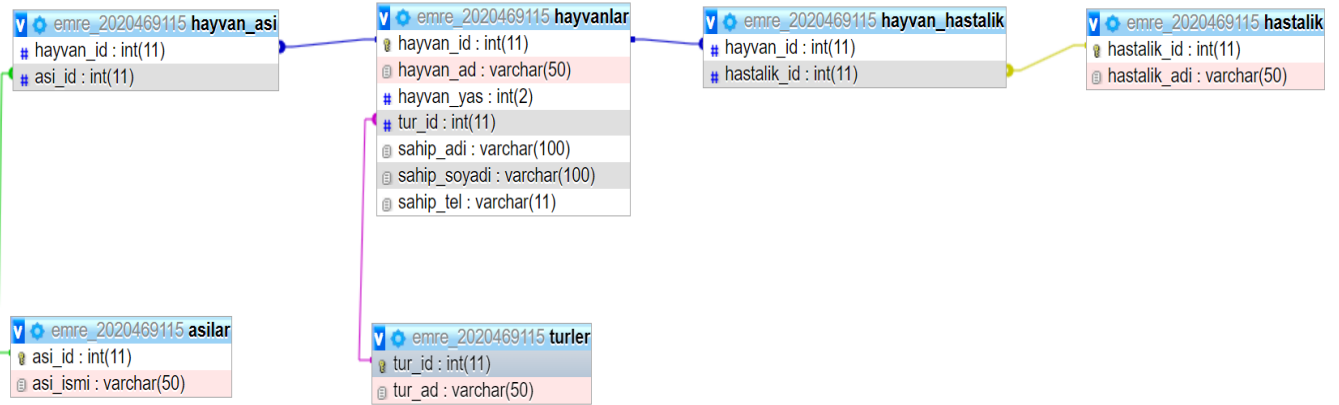 emre_2020469115 hayvan_asi
hayvan_id : int(11)
asi_id : int(11)
emre_2020469115 hayvanlar
hayvan_id : int(11)
hayvan_ad : varchar(50)
hayvan_yas : int(2)
tur_id : int(11)
sahip_adi : varchar(100)
sahip_soyadi : varchar(100)
sahip_tel : varchar(11)
emre_2020469115 hayvan_hastalik
hayvan_id : int(11)
hastalik_id : int(11)
emre_2020469115 hastalik
hastalik_id : int(11)
hastalik_adi : varchar(50)
emre_2020469115 asilar
asi_id : int(11)
asi_ismi : varchar(50)
emre_2020469115 turler
tur_id : int(11)
tur_ad : varchar(50)